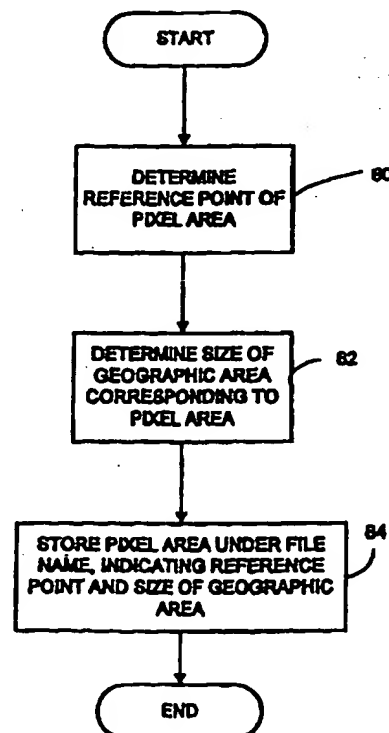 START
DETERMINE
REFERENCE POINT OF
PIXEL AREA
80
DETERMINE SIZE OF
GEOGRAPHIC AREA
CORRESPONDING TO
PIXEL AREA
82
STORE PIXEL AREA UNDER FILE
NAME, INDICATING REFERENCE
POINT AND SIZE OF GEOGRAPHIC
AREA
84
END